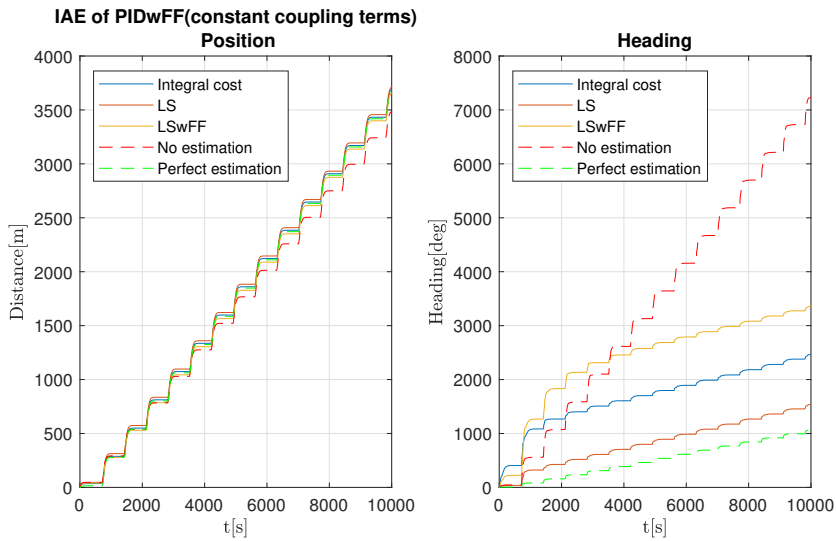 IAE of PIDwFF(constant coupling terms)
Position
4000
3500
3000
2500
2000
1500
1000
500
0
0 2000 4000 6000 8000 10000
Distance[m]
t[s]
Integral cost
LS
LSwFF
No estimation
Perfect estimation
Heading
8000
7000
6000
5000
4000
3000
2000
1000
0
0 2000 4000 6000 8000 10000
Heading[deg]
t[s]
Integral cost
LS
LSwFF
No estimation
Perfect estimation